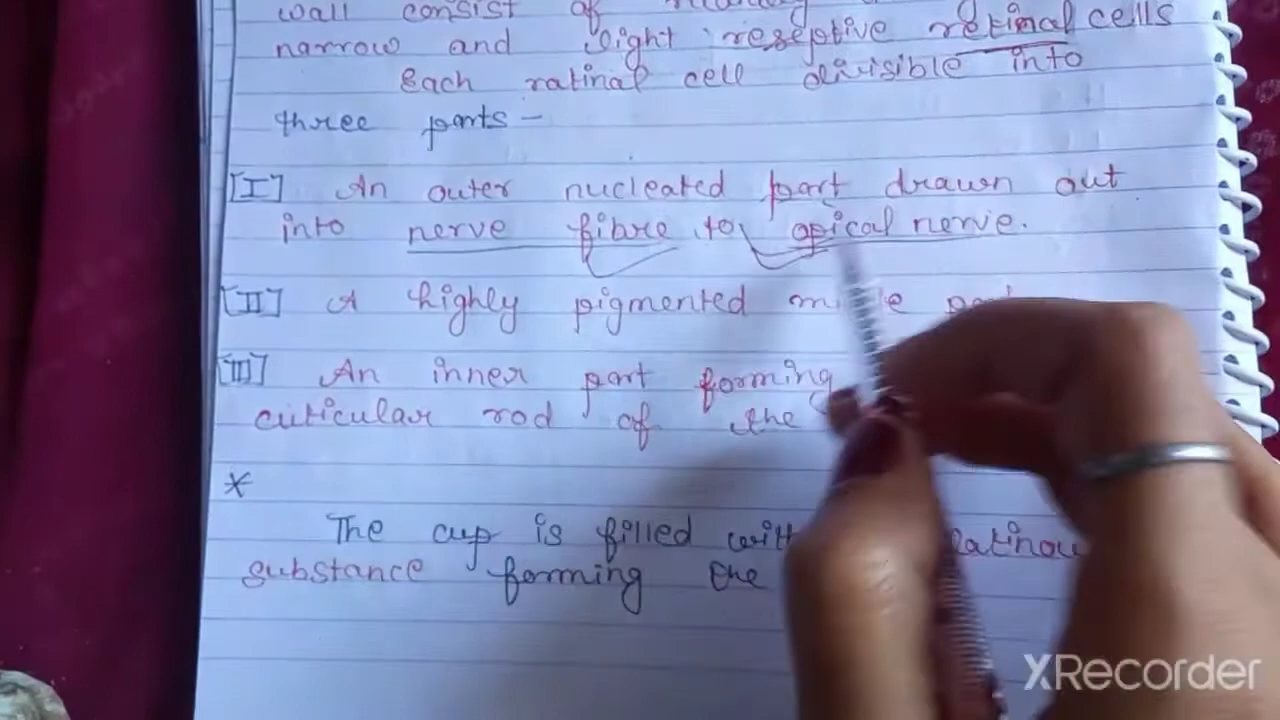 wall consist of
narrow and light reseptive retinal cells
Each ratinal cell divisible into
three parts -
[I] An outer nucleated part drawn out
into nerve fibre to opical nerve.
[II] A highly pigmented
[III] An inner part forming
cuticular rod of the
*
The cup is filled with
substance forming the
XRecorder